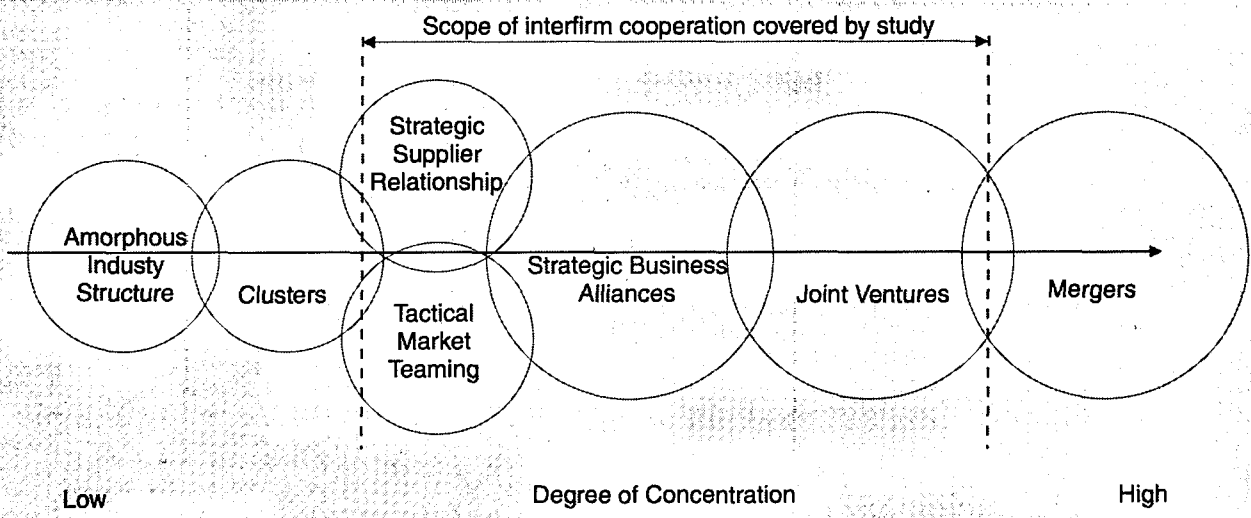 Scope of interfirm cooperation covered by study
Strategic
Supplier
Relationship
Amorphous
Industy
Structure
Clusters
Tactical
Market
Teaming
Strategic Business
Alliances
Joint Ventures
Mergers
Low
Degree of Concentration
High